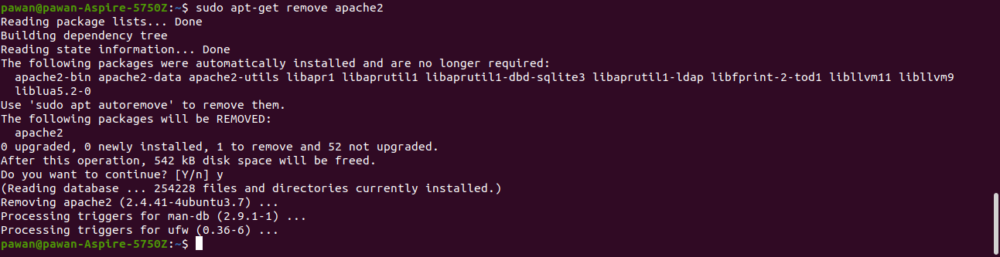 pawan@pawan-Aspire-5750Z:~$ sudo apt-get remove apache2
Reading package lists... Done
Building dependency tree
Reading state information... Done
The following packages were automatically installed and are no longer required:
  apache2-bin apache2-data apache2-utils libapr1 libaprutil1 libaprutil1-dbd-sqlite3 libaprutil1-ldap libfprint-2-tod1 libllvm11 libllvm9
  liblua5.2-0
Use 'sudo apt autoremove' to remove them.
The following packages will be REMOVED:
  apache2
0 upgraded, 0 newly installed, 1 to remove and 52 not upgraded.
After this operation, 542 kB disk space will be freed.
Do you want to continue? [Y/n] y
(Reading database ... 254228 files and directories currently installed.)
Removing apache2 (2.4.41-4ubuntu3.7) ...
Processing triggers for man-db (2.9.1-1) ...
Processing triggers for ufw (0.36-6) ...
pawan@pawan-Aspire-5750Z:~$